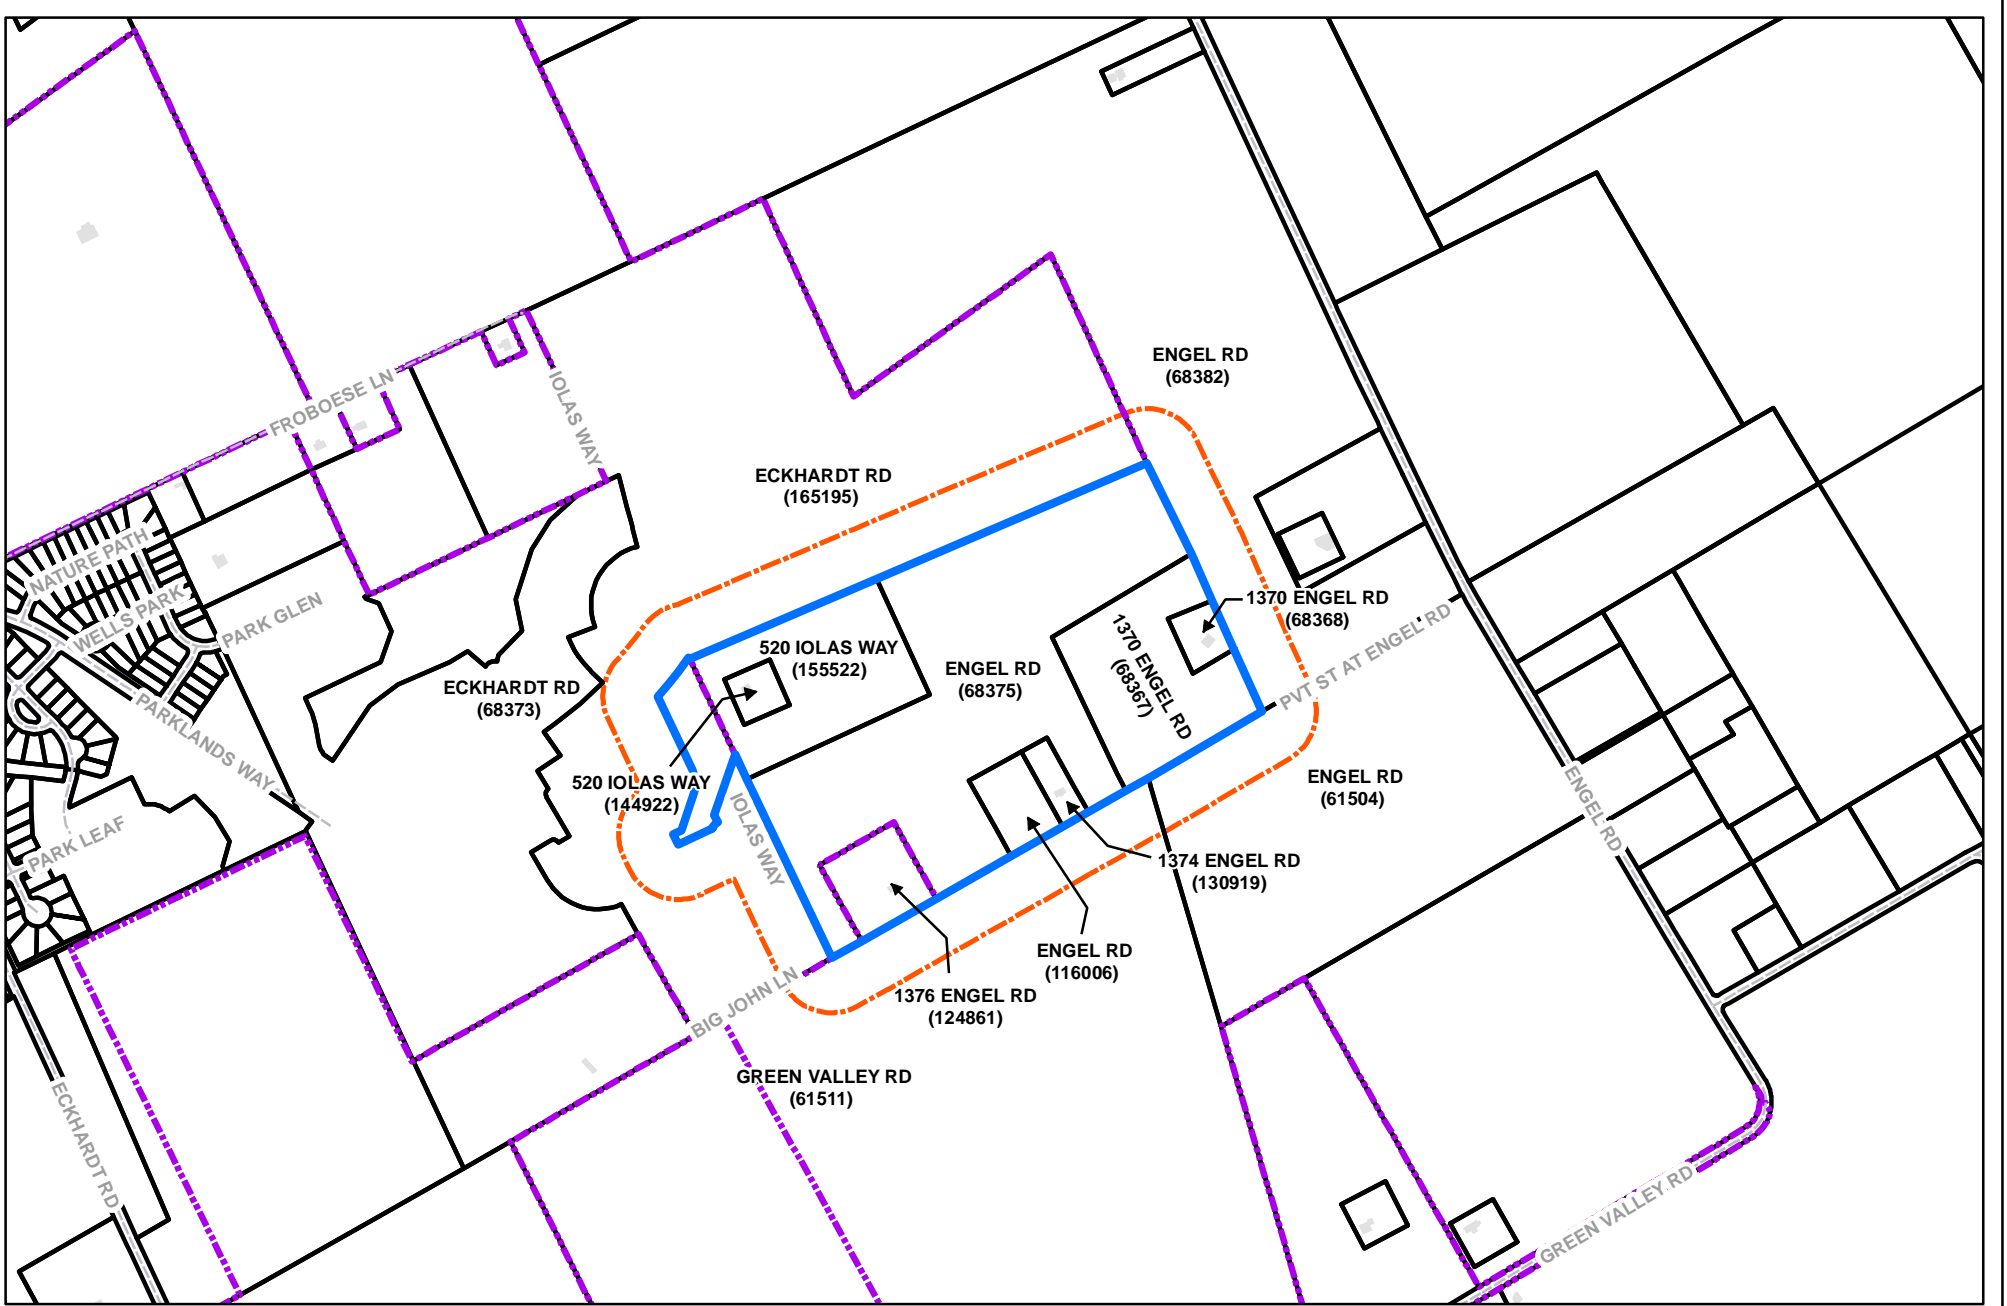 ENGEL RD
(68382)
FROBOESE LN
IOLAS WAY
ECKHARDT RD
(165195)
NATURE PATH
WELLS PARK
PARK GLEN
1370 ENGEL RD
(68368)
PVT ST AT ENGEL RD
520 IOLAS WAY
(155522)
ENGEL RD
(68375)
1370 ENGEL RD
(68367)
ECKHARDT RD
(68373)
PARKLANDS WAY
520 IOLAS WAY
(144922)
ENGEL RD
(61504)
IOLAS WAY
ENGEL RD
PARK LEAF
1374 ENGEL RD
(130919)
ENGEL RD
(116006)
1376 ENGEL RD
(124861)
BIG JOHN LN
GREEN VALLEY RD
(61511)
ECKHARDT RD
GREEN VALLEY RD